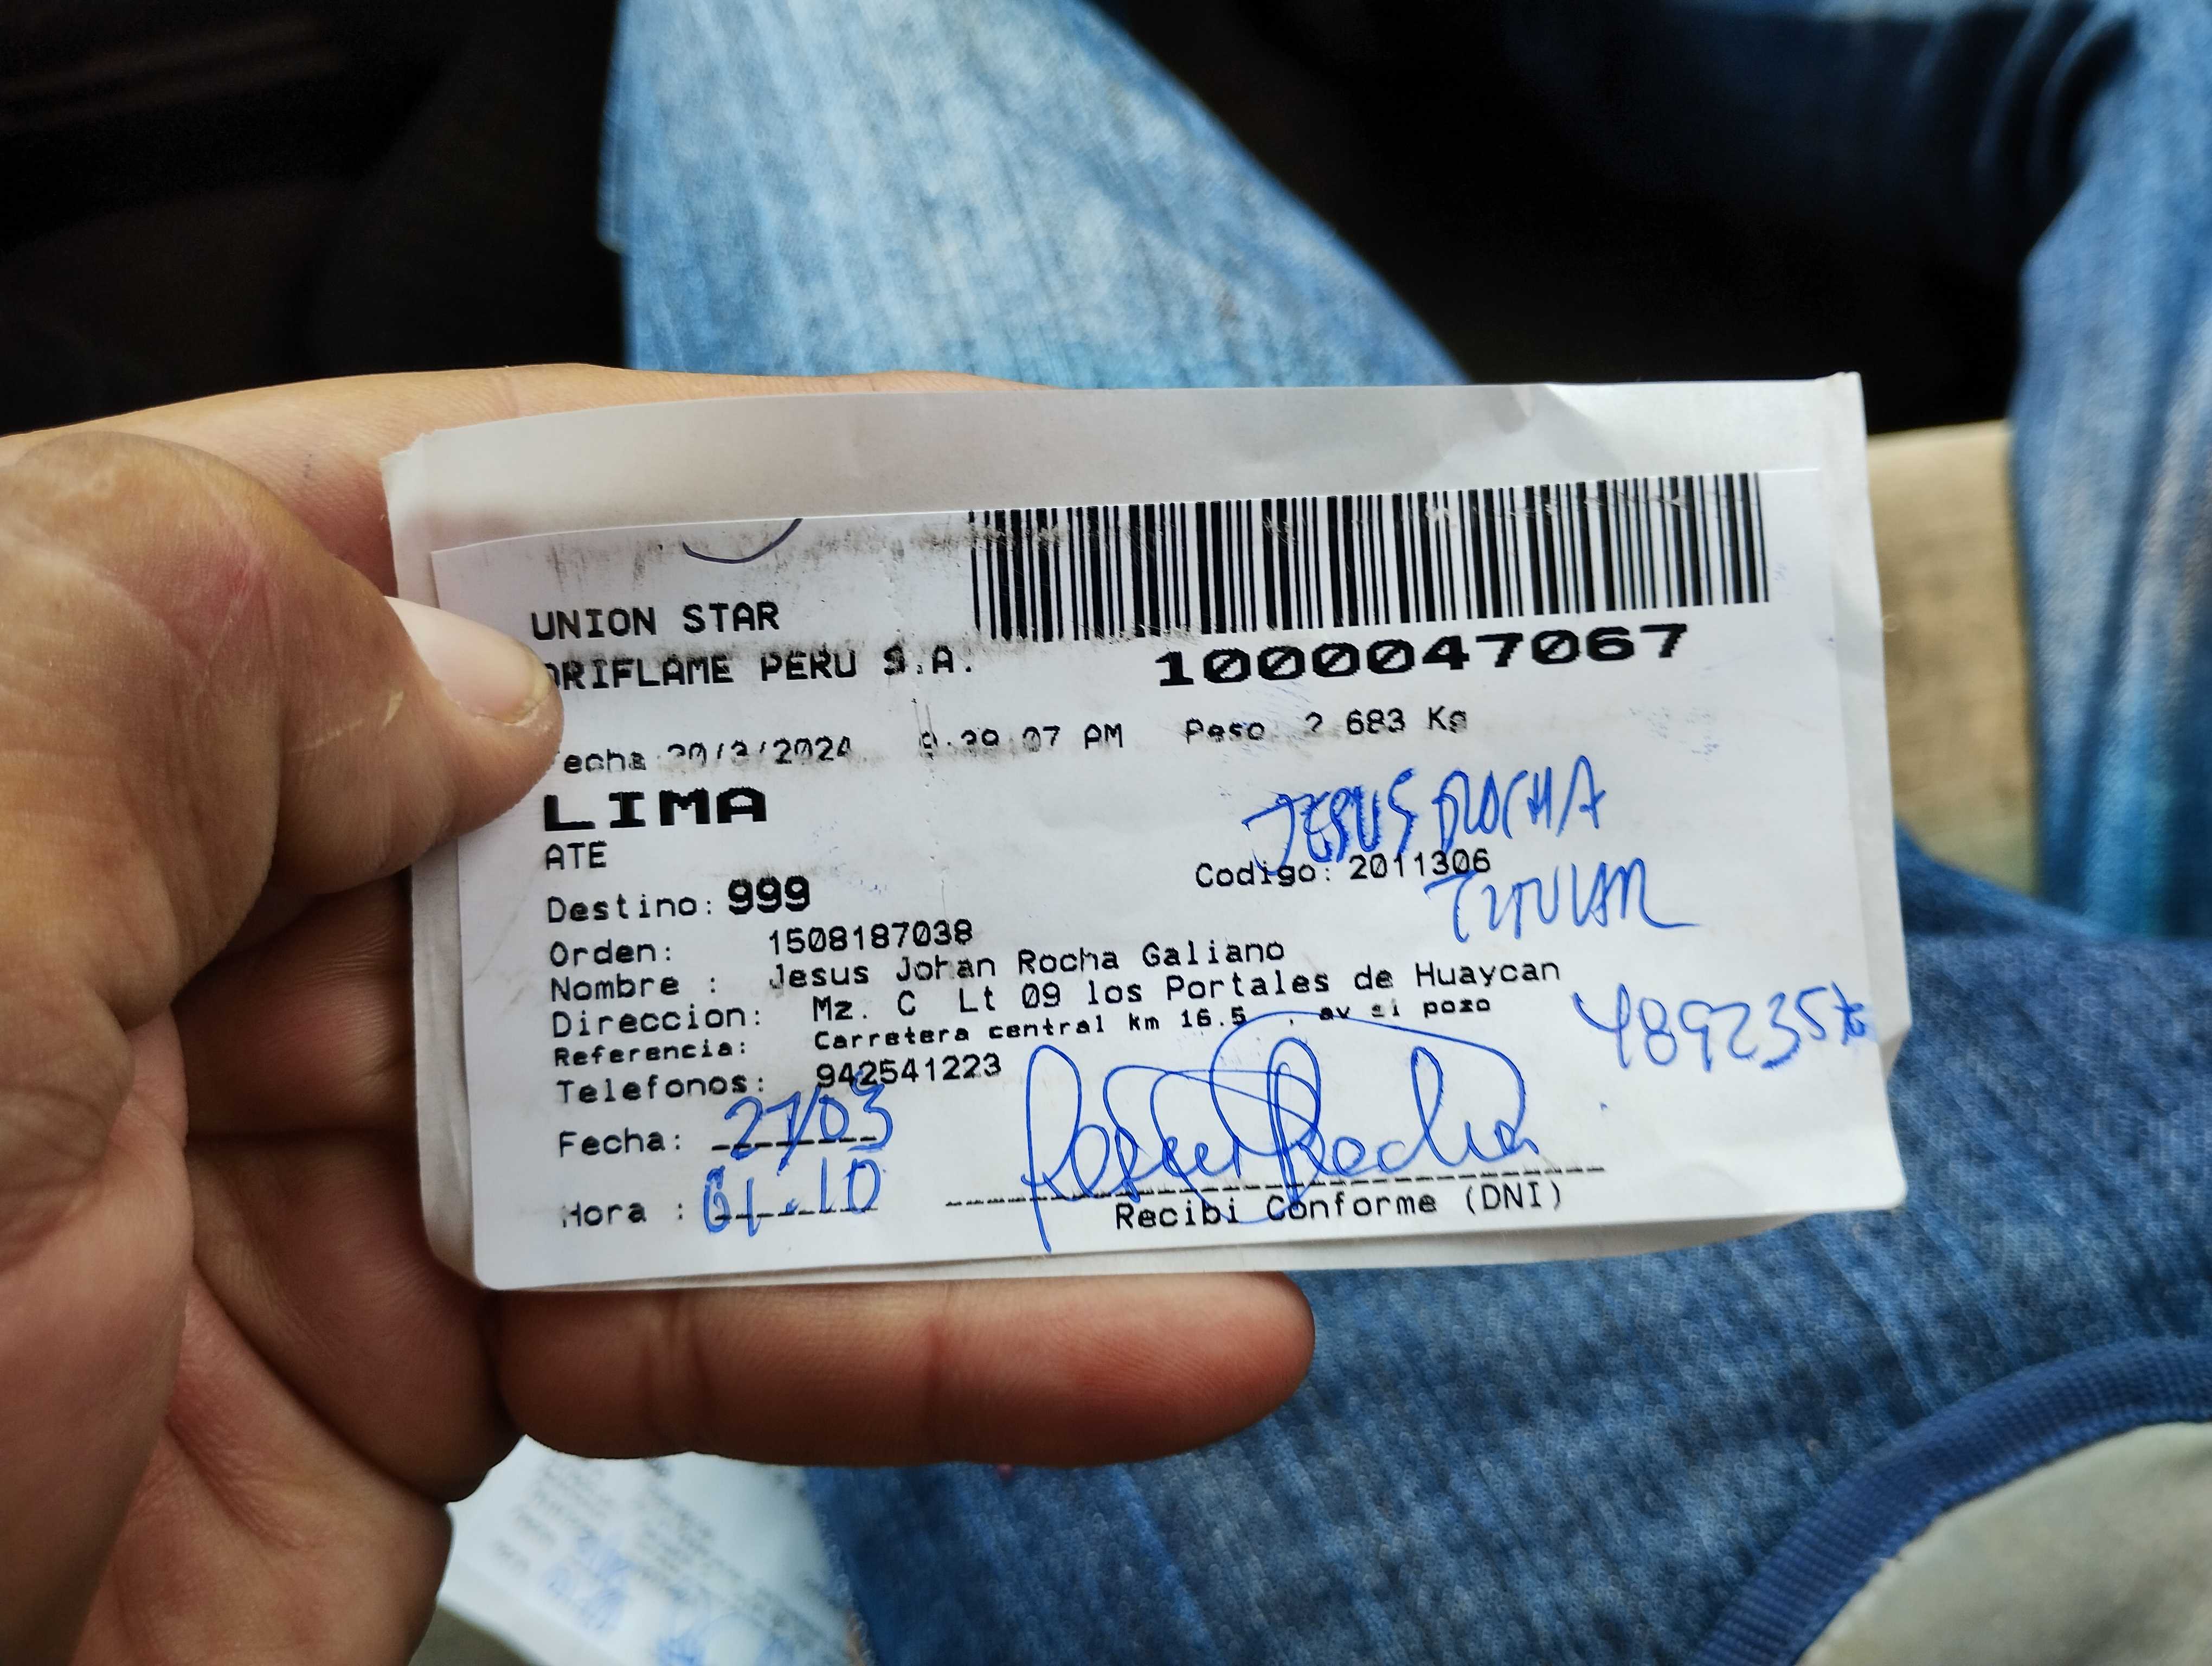 UNION STAR
ORIFLAME PERU S.A.
1000047067
Fecha 20/3/2024 9:39:07 AM Peso 2 683 Kg
LIMA
JESUS ROCHA
ATE
Codigo: 2011306
TITULAR
Destino: 999
Orden: 1508187038
Nombre : Jesus Johan Rocha Galiano
Direccion: Mz. C Lt 09 los Portales de Huaycan
Referencia: Carretera central km 16.5 , av el pozo
Telefonos: 942541223
Fecha: 27/03
Hora : 01:10
Recibi Conforme (DNI)